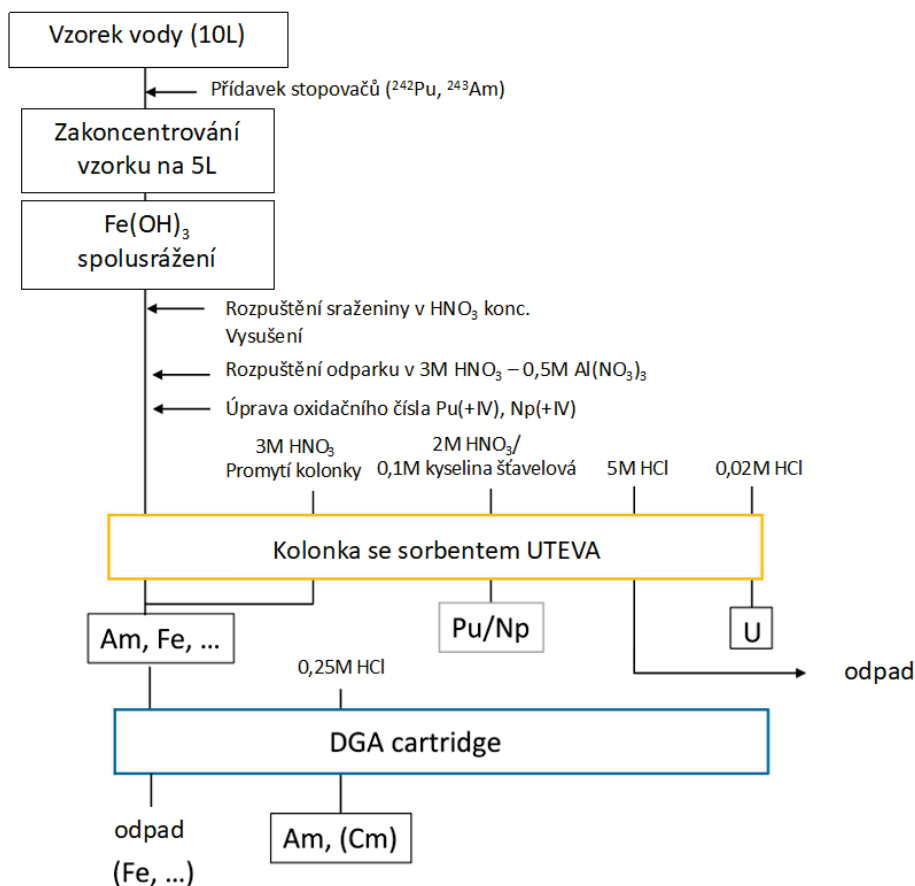 Vzorek vody (10L)
Přídavek stopovačů (²⁴²Pu, ²⁴³Am)
Zakoncentrování
vzorku na 5L
Fe(OH)₃
spolusrážení
Rozpuštění sraženiny v HNO₃ konc.
Vysušení
Rozpuštění odparku v 3M HNO₃ – 0,5M Al(NO₃)₃
Úprava oxidačního čísla Pu(+IV), Np(+IV)
3M HNO₃
Promytí kolonky
2M HNO₃/
0,1M kyselina šťavelová
5M HCl
0,02M HCl
Kolonka se sorbentem UTEVA
Am, Fe, ...
Pu/Np
U
odpad
0,25M HCl
DGA cartridge
odpad
(Fe, ...)
Am, (Cm)